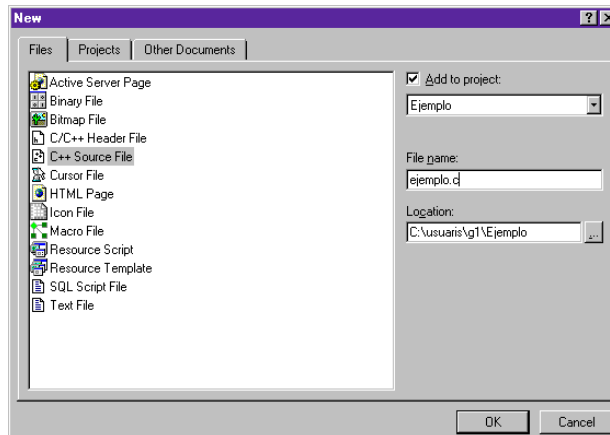 New
Files Projects Other Documents
Active Server Page
Binary File
Bitmap File
C/C++ Header File
C++ Source File
Cursor File
HTML Page
Icon File
Macro File
Resource Script
Resource Template
SQL Script File
Text File
Add to project:
Ejemplo
File name:
ejemplo.c
Location:
C:\usuaris\g1\Ejemplo
...
OK Cancel